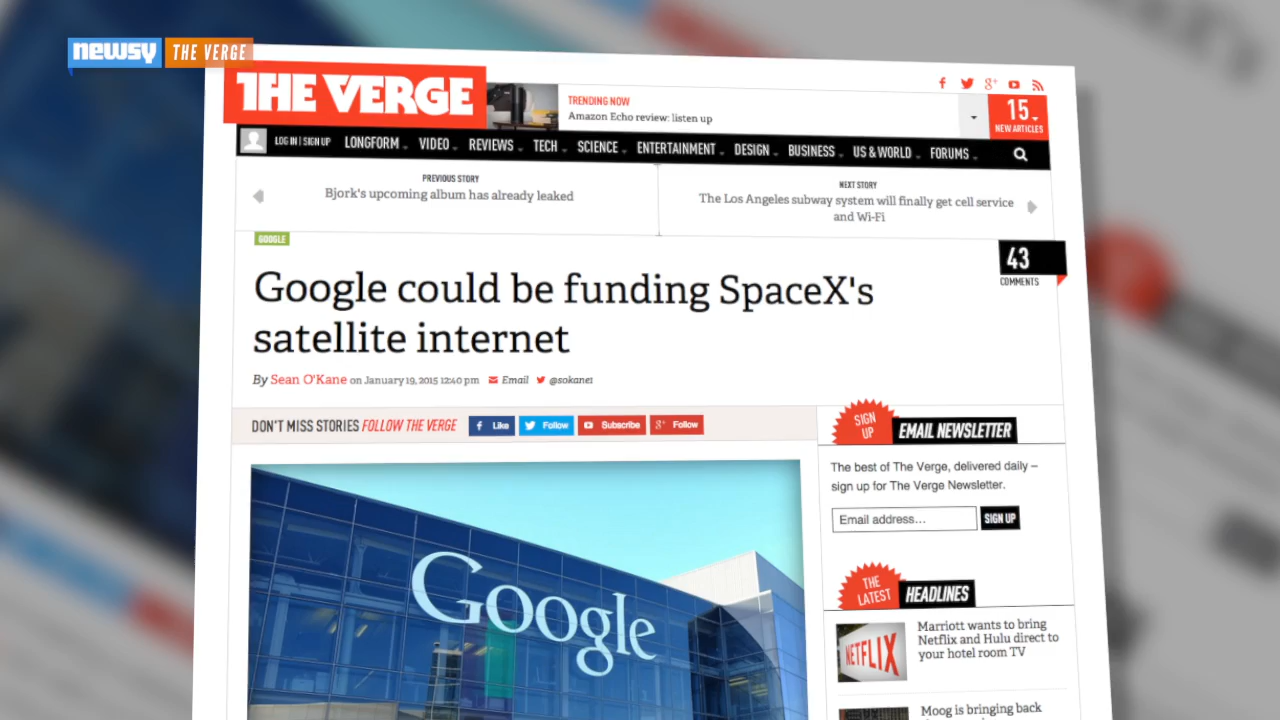 newsy THE VERGE
THE VERGE
TRENDING NOW
Amazon Echo review: listen up
15
NEW ARTICLES
LOG IN | SIGN UP LONGFORM VIDEO REVIEWS TECH SCIENCE ENTERTAINMENT DESIGN BUSINESS US & WORLD FORUMS
PREVIOUS STORY
Bjork's upcoming album has already leaked
NEXT STORY
The Los Angeles subway system will finally get cell service
and Wi-Fi
GOOGLE
43
COMMENTS
Google could be funding SpaceX's
satellite internet
By Sean O'Kane on January 19, 2015 12:40 pm Email @sokane1
DON'T MISS STORIES FOLLOW THE VERGE Like Follow Subscribe Follow
SIGN
UP
EMAIL NEWSLETTER
The best of The Verge, delivered daily –
sign up for The Verge Newsletter.
Email address... SIGN UP
Google
THE
LATEST
HEADLINES
NETFLIX
Marriott wants to bring
Netflix and Hulu direct to
your hotel room TV
Moog is bringing back